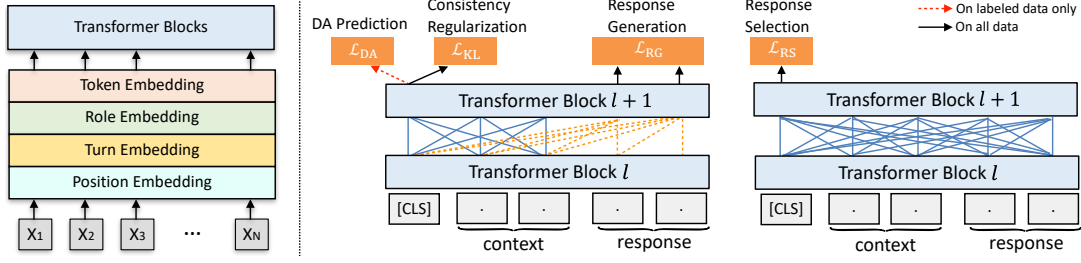 Transformer Blocks
Token Embedding
Role Embedding
Turn Embedding
Position Embedding
X1 X2 X3 ... XN
DA Prediction
Consistency
Regularization
Response
Generation
ℒDA
ℒKL
ℒRG
Transformer Block l + 1
Transformer Block l
[CLS] . . . .
context
response
Response
Selection
ℒRS
On labeled data only
On all data
Transformer Block l + 1
Transformer Block l
[CLS] . . . .
context
response